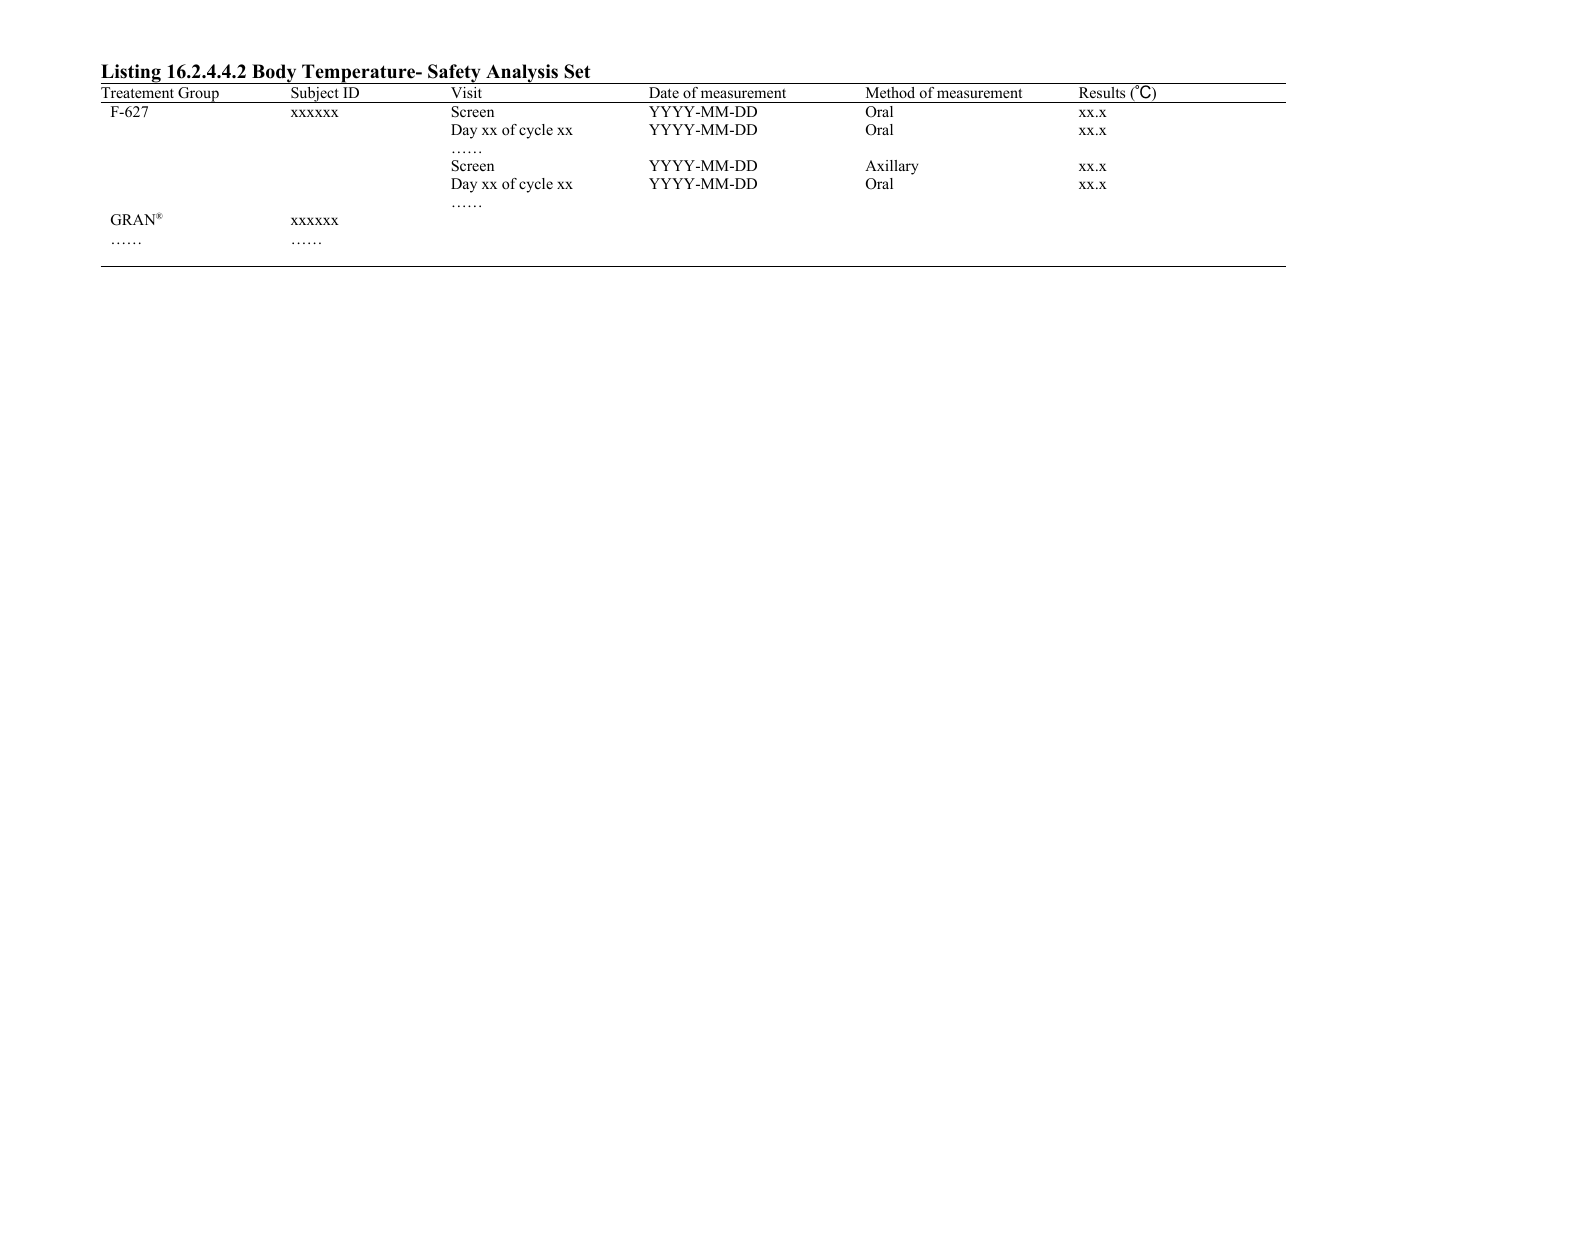 Listing 16.2.4.4.2 Body Temperature- Safety Analysis Set
Treatement Group Subject ID Visit Date of measurement Method of measurement Results (℃)
F-627 xxxxxx Screen YYYY-MM-DD Oral xx.x
Day xx of cycle xx YYYY-MM-DD Oral xx.x
……
Screen YYYY-MM-DD Axillary xx.x
Day xx of cycle xx YYYY-MM-DD Oral xx.x
……
GRAN® xxxxxx
…… ……